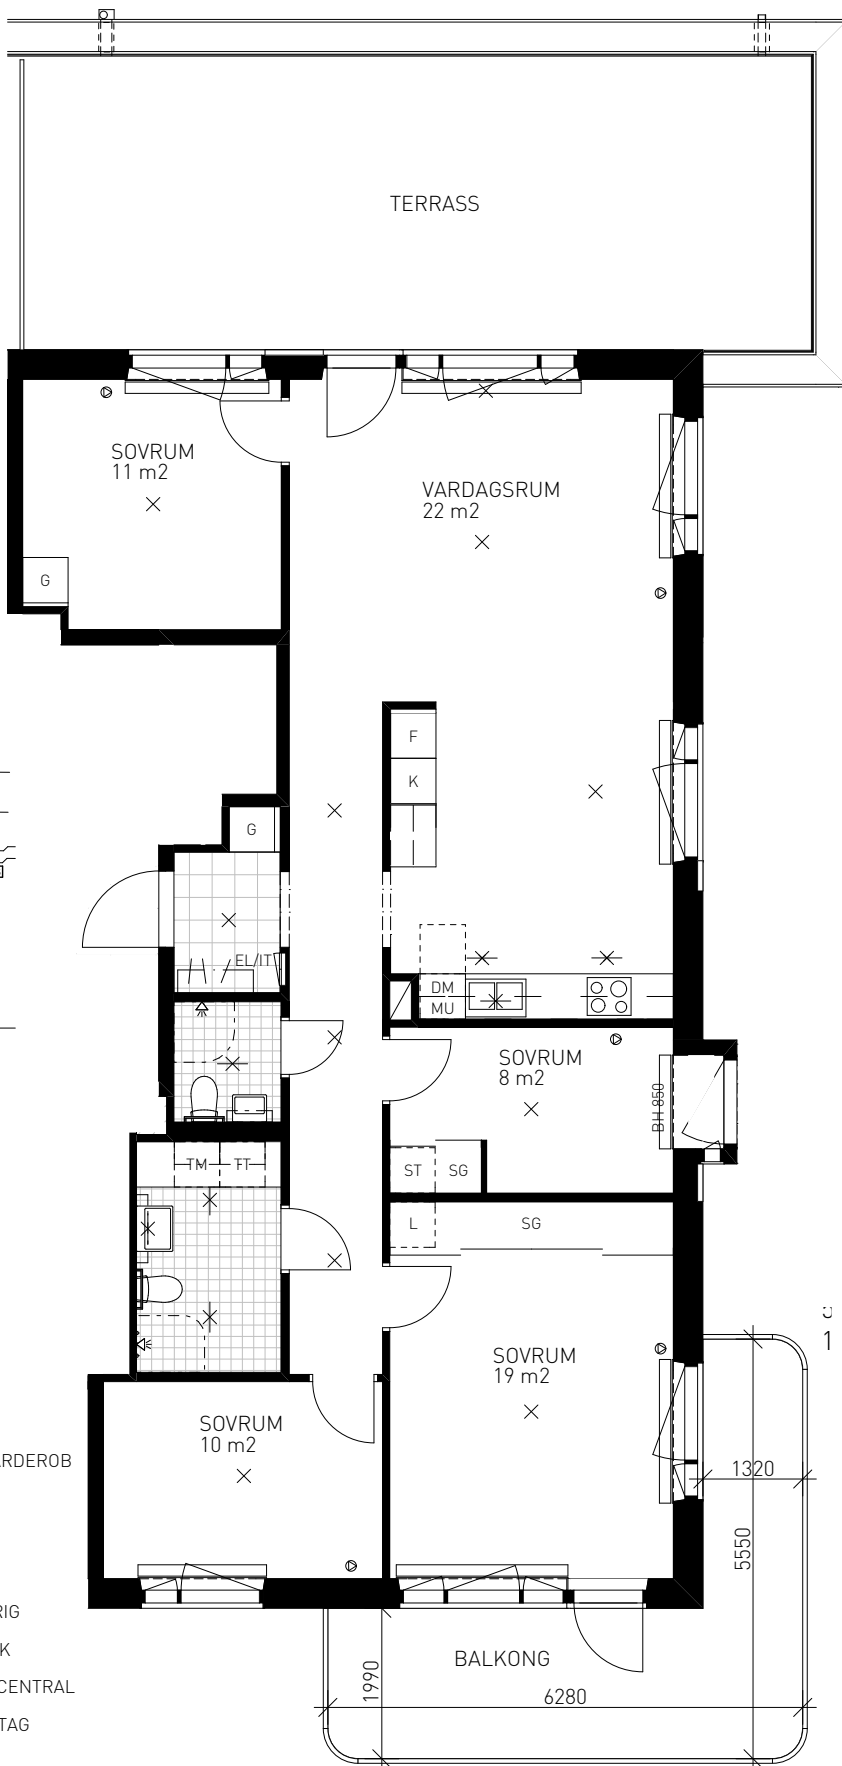 TERRASS
SOVRUM
11 m2
VARDAGSRUM
22 m2
G
F
K
G
EL/IT
DM
MU
SOVRUM
8 m2
BH 850
TM TT
ST SG
L SG
SOVRUM
19 m2
SOVRUM
10 m2
1
ARDEROB
1320
5550
RIG
K
BALKONG
CENTRAL
1990
6280
TAG